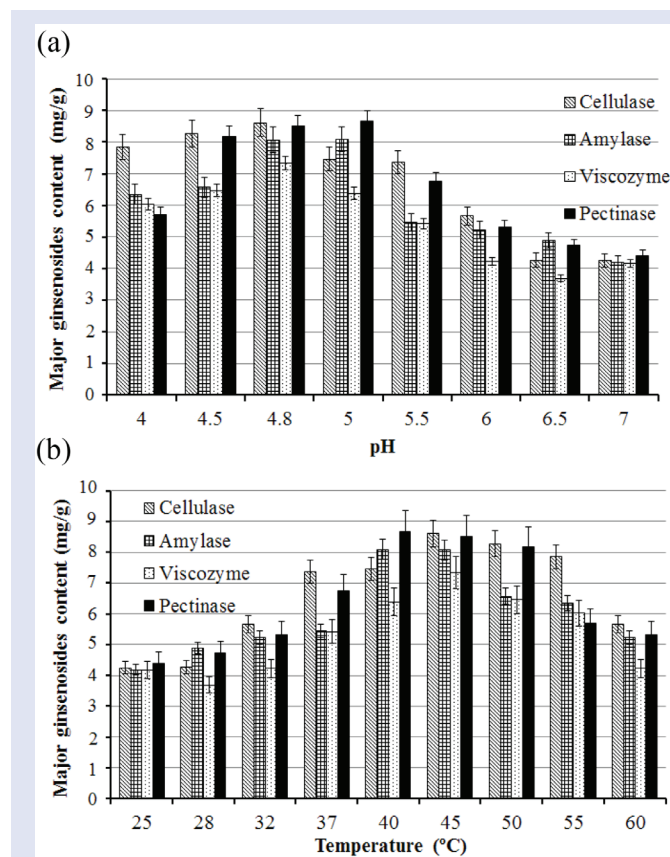 (a)
Major ginsenosides content (mg/g)
10
9
8
7
6
5
4
3
2
1
0
Cellulase
Amylase
Viscozyme
Pectinase
4 4.5 4.8 5 5.5 6 6.5 7
pH
(b)
Major ginsenosides content (mg/g)
10
9
8
7
6
5
4
3
2
1
0
Cellulase
Amylase
Viscozyme
Pectinase
25 28 32 37 40 45 50 55 60
Temperature (°C)